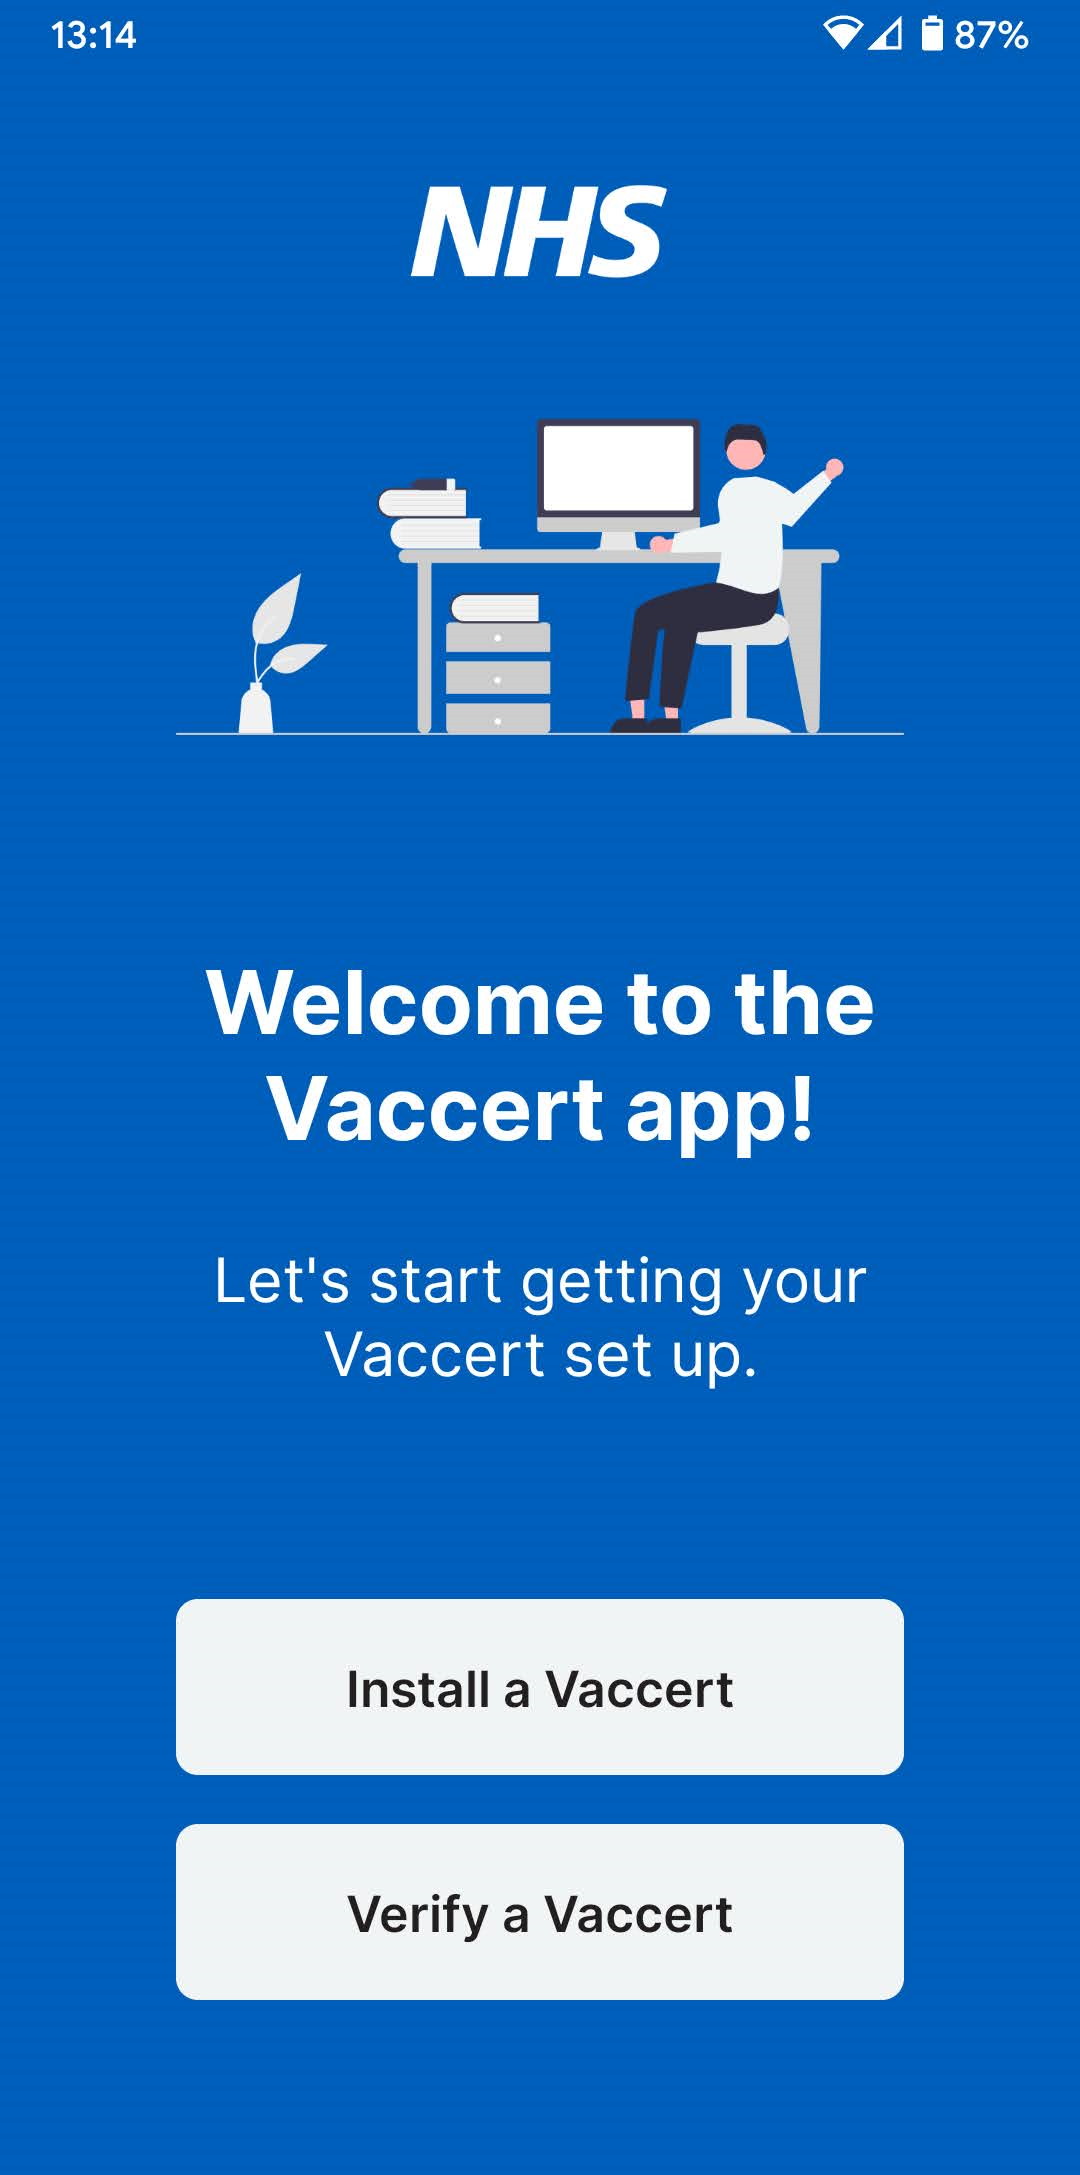 13:14 87%
NHS
Welcome to the
Vaccert app!
Let's start getting your
Vaccert set up.
Install a Vaccert
Verify a Vaccert